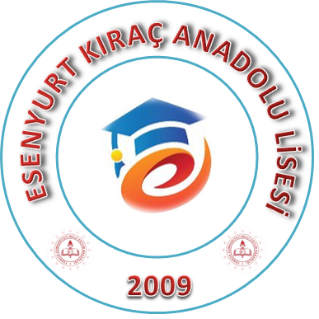 ESENYURT KIRAÇ ANADOLU LİSESİ
2009